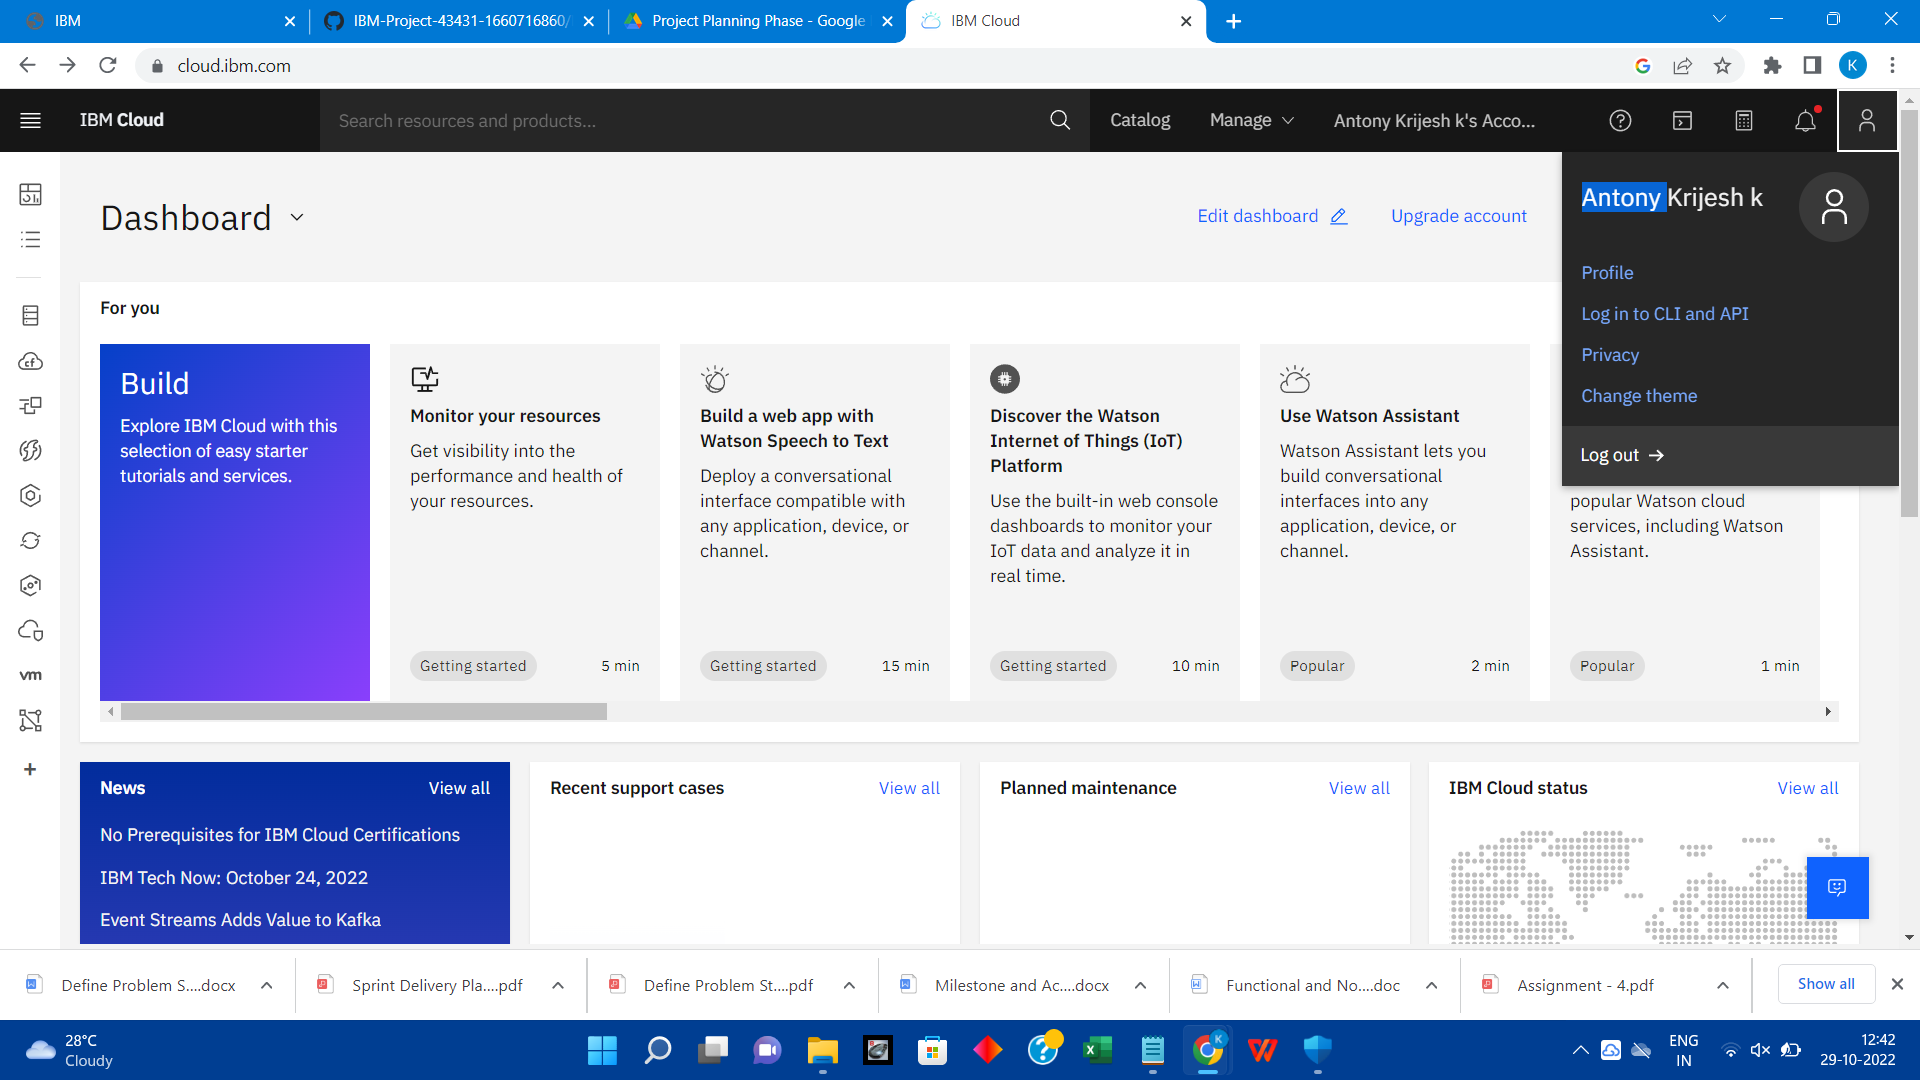 IBM
IBM-Project-43431-1660716860/
Project Planning Phase - Google
IBM Cloud
cloud.ibm.com
K
IBM Cloud
Search resources and products...
Catalog
Manage
Antony Krijesh k's Acco...
Dashboard
Edit dashboard
Upgrade account
Antony Krijesh k
Profile
Log in to CLI and API
Privacy
Change theme
Log out
For you
Build
Explore IBM Cloud with this
selection of easy starter
tutorials and services.
Monitor your resources
Get visibility into the
performance and health of
your resources.
Getting started
5 min
Build a web app with
Watson Speech to Text
Deploy a conversational
interface compatible with
any application, device, or
channel.
Getting started
15 min
Discover the Watson
Internet of Things (IoT)
Platform
Use the built-in web console
dashboards to monitor your
IoT data and analyze it in
real time.
Getting started
10 min
Use Watson Assistant
Watson Assistant lets you
build conversational
interfaces into any
application, device, or
channel.
Popular
2 min
popular Watson cloud
services, including Watson
Assistant.
Popular
1 min
cf
vm
News
View all
No Prerequisites for IBM Cloud Certifications
IBM Tech Now: October 24, 2022
Event Streams Adds Value to Kafka
Recent support cases
View all
Planned maintenance
View all
IBM Cloud status
View all
Define Problem S....docx
Sprint Delivery Pla....pdf
Define Problem St....pdf
Milestone and Ac....docx
Functional and No....doc
Assignment - 4.pdf
Show all
28°C
Cloudy
K
ENG
IN
12:42
29-10-2022